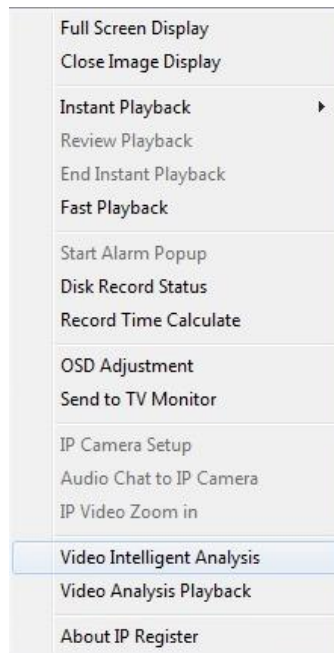 Full Screen Display
Close Image Display
Instant Playback
Review Playback
End Instant Playback
Fast Playback
Start Alarm Popup
Disk Record Status
Record Time Calculate
OSD Adjustment
Send to TV Monitor
IP Camera Setup
Audio Chat to IP Camera
IP Video Zoom in
Video Intelligent Analysis
Video Analysis Playback
About IP Register